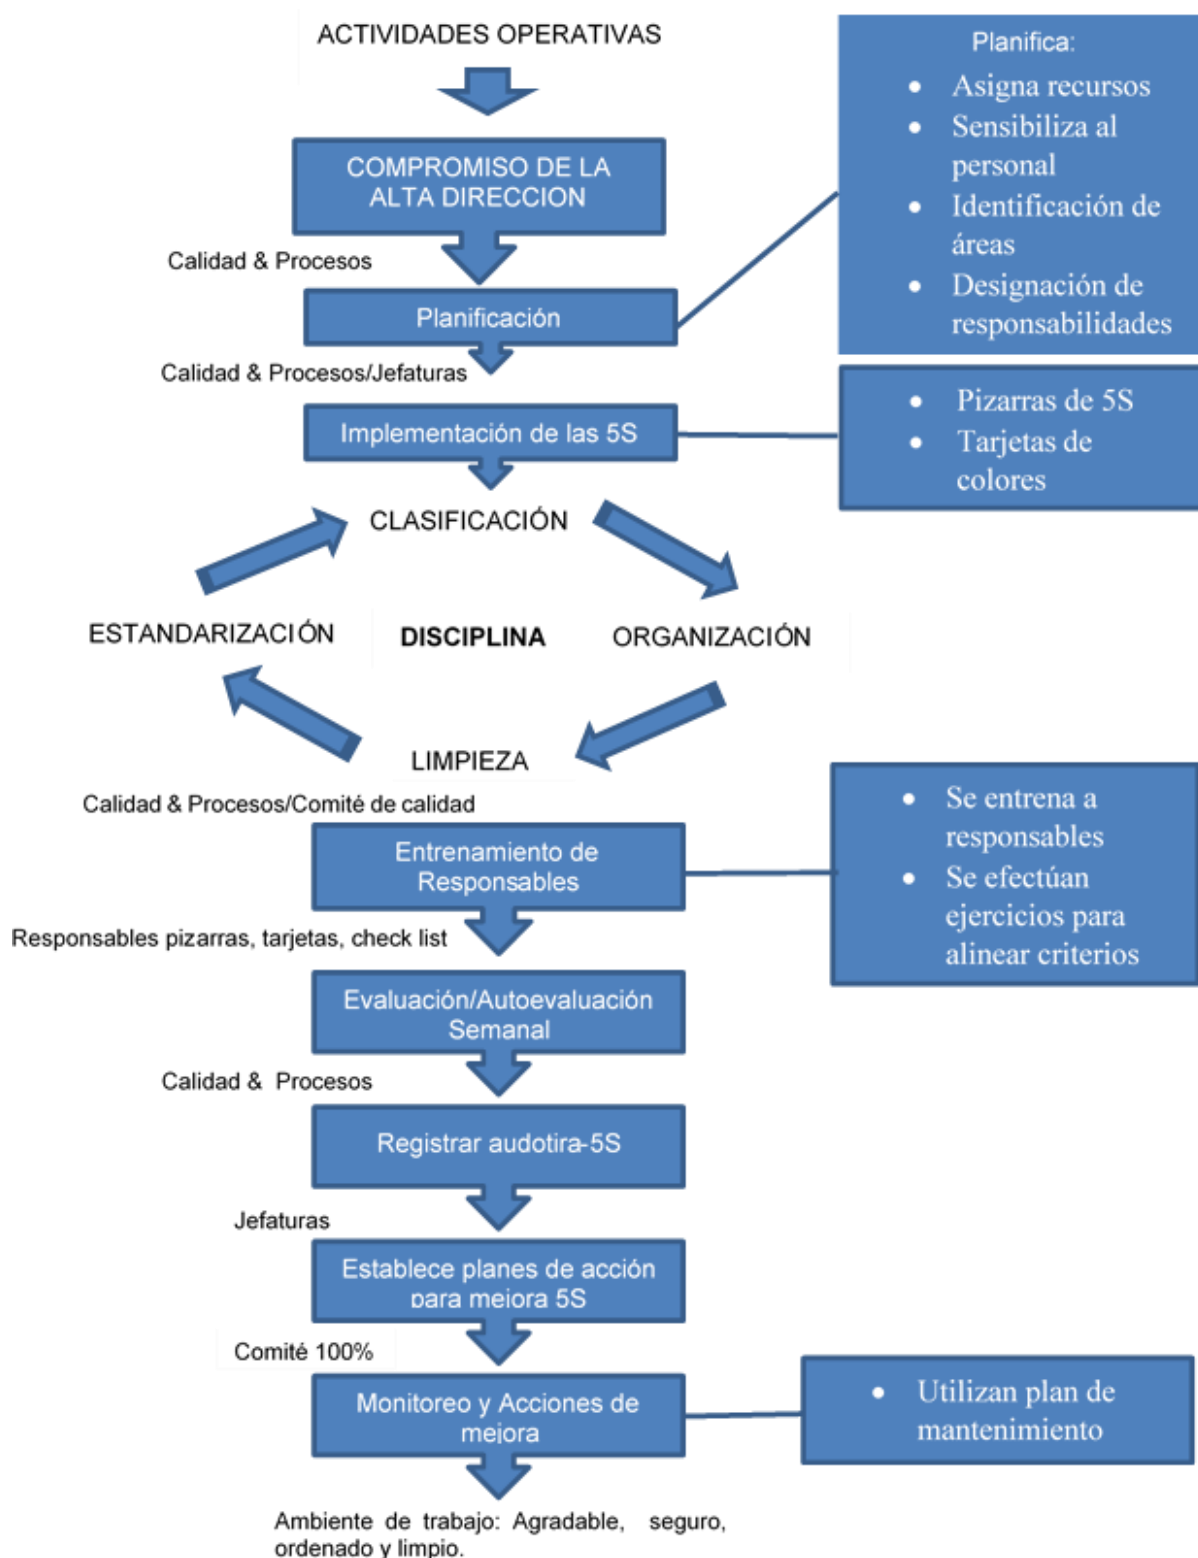 ACTIVIDADES OPERATIVAS
COMPROMISO DE LA
ALTA DIRECCION
Calidad & Procesos
Planificación
Planifica:
Asigna recursos
Sensibiliza al
personal
Identificación de
áreas
Designación de
responsabilidades
Calidad & Procesos/Jefaturas
Implementación de las 5S
Pizarras de 5S
Tarjetas de
colores
CLASIFICACIÓN
ESTANDARIZACIÓN
DISCIPLINA
ORGANIZACIÓN
LIMPIEZA
Calidad & Procesos/Comité de calidad
Entrenamiento de
Responsables
Se entrena a
responsables
Se efectúan
ejercicios para
alinear criterios
Responsables pizarras, tarjetas, check list
Evaluación/Autoevaluación
Semanal
Calidad & Procesos
Registrar audotira-5S
Jefaturas
Establece planes de acción
para mejora 5S
Comité 100%
Monitoreo y Acciones de
mejora
Utilizan plan de
mantenimiento
Ambiente de trabajo: Agradable, seguro,
ordenado y limpio.